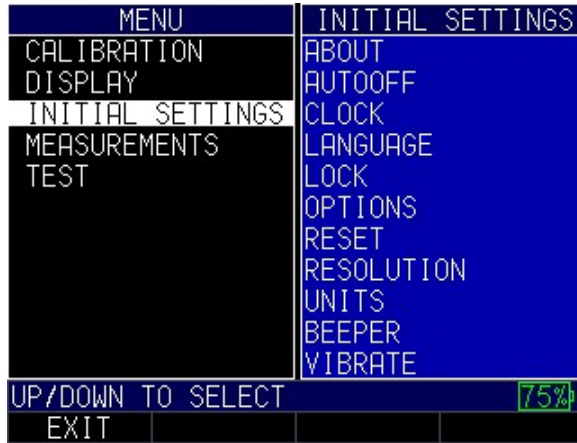 MENU
CALIBRATION
DISPLAY
INITIAL SETTINGS
MEASUREMENTS
TEST
INITIAL SETTINGS
ABOUT
AUTOOFF
CLOCK
LANGUAGE
LOCK
OPTIONS
RESET
RESOLUTION
UNITS
BEEPER
VIBRATE
UP/DOWN TO SELECT
75%
EXIT